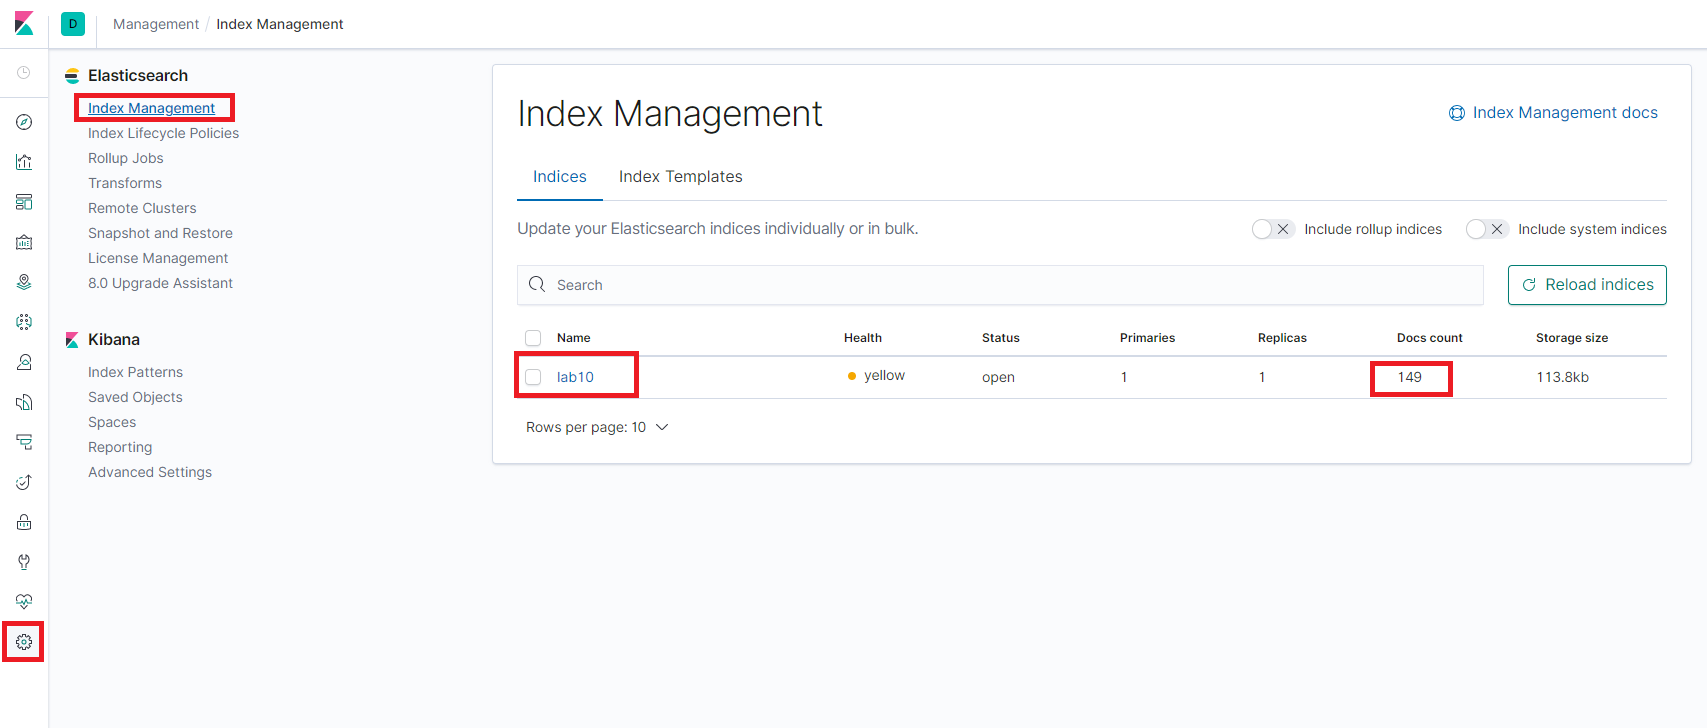 D Management / Index Management
Elasticsearch
Index Management
Index Lifecycle Policies
Rollup Jobs
Transforms
Remote Clusters
Snapshot and Restore
License Management
8.0 Upgrade Assistant
Kibana
Index Patterns
Saved Objects
Spaces
Reporting
Advanced Settings
Index Management
Index Management docs
Indices Index Templates
Update your Elasticsearch indices individually or in bulk.
Include rollup indices Include system indices
Search
Reload indices
Name Health Status Primaries Replicas Docs count Storage size
lab10 yellow open 1 1 149 113.8kb
Rows per page: 10